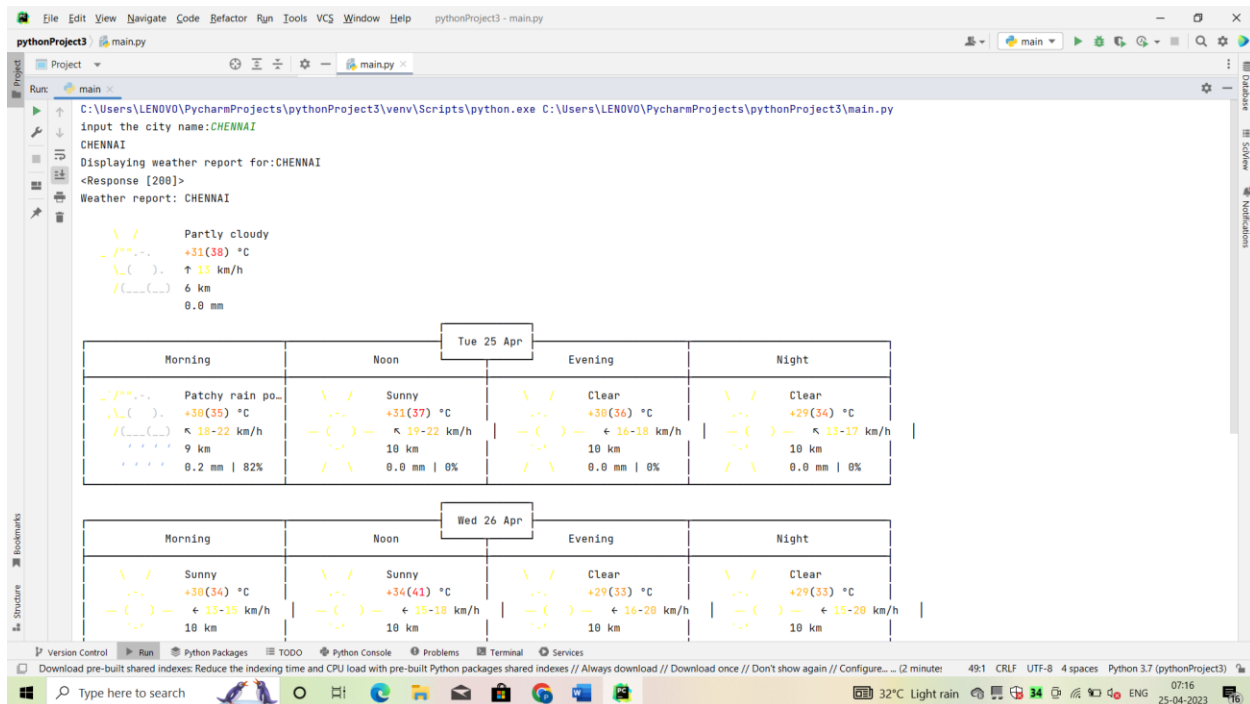 File Edit View Navigate Code Refactor Run Tools VCS Window Help pythonProject3 - main.py
pythonProject3 main.py main
Project main.py
Run: main
C:\Users\LENOVO\PycharmProjects\pythonProject3\venv\Scripts\python.exe C:\Users\LENOVO\PycharmProjects\pythonProject3\main.py
input the city name:CHENNAI
CHENNAI
Displaying weather report for:CHENNAI
<Response [200]>
Weather report: CHENNAI
Partly cloudy
+31(38) °C
↑ 13 km/h
6 km
0.0 mm
Tue 25 Apr
Morning Noon Evening Night
Patchy rain po… Sunny Clear Clear
+30(35) °C +31(37) °C +30(36) °C +29(34) °C
↖ 18-22 km/h ↖ 19-22 km/h ← 16-18 km/h ↖ 13-17 km/h
9 km 10 km 10 km 10 km
0.2 mm | 82% 0.0 mm | 0% 0.0 mm | 0% 0.0 mm | 0%
Wed 26 Apr
Morning Noon Evening Night
Sunny Sunny Clear Clear
+30(34) °C +34(41) °C +29(33) °C +29(33) °C
← 13-15 km/h ← 15-18 km/h ← 16-20 km/h ← 15-20 km/h
10 km 10 km 10 km 10 km
Project
Bookmarks
Structure
Database
SciView
Notifications
Version Control Run Python Packages TODO Python Console Problems Terminal Services
Download pre-built shared indexes: Reduce the indexing time and CPU load with pre-built Python packages shared indexes // Always download // Download once // Don't show again // Configure... ... (2 minutes 49:1 CRLF UTF-8 4 spaces Python 3.7 (pythonProject3)
Type here to search 32°C Light rain 34 ENG 07:16
25-04-2023 16